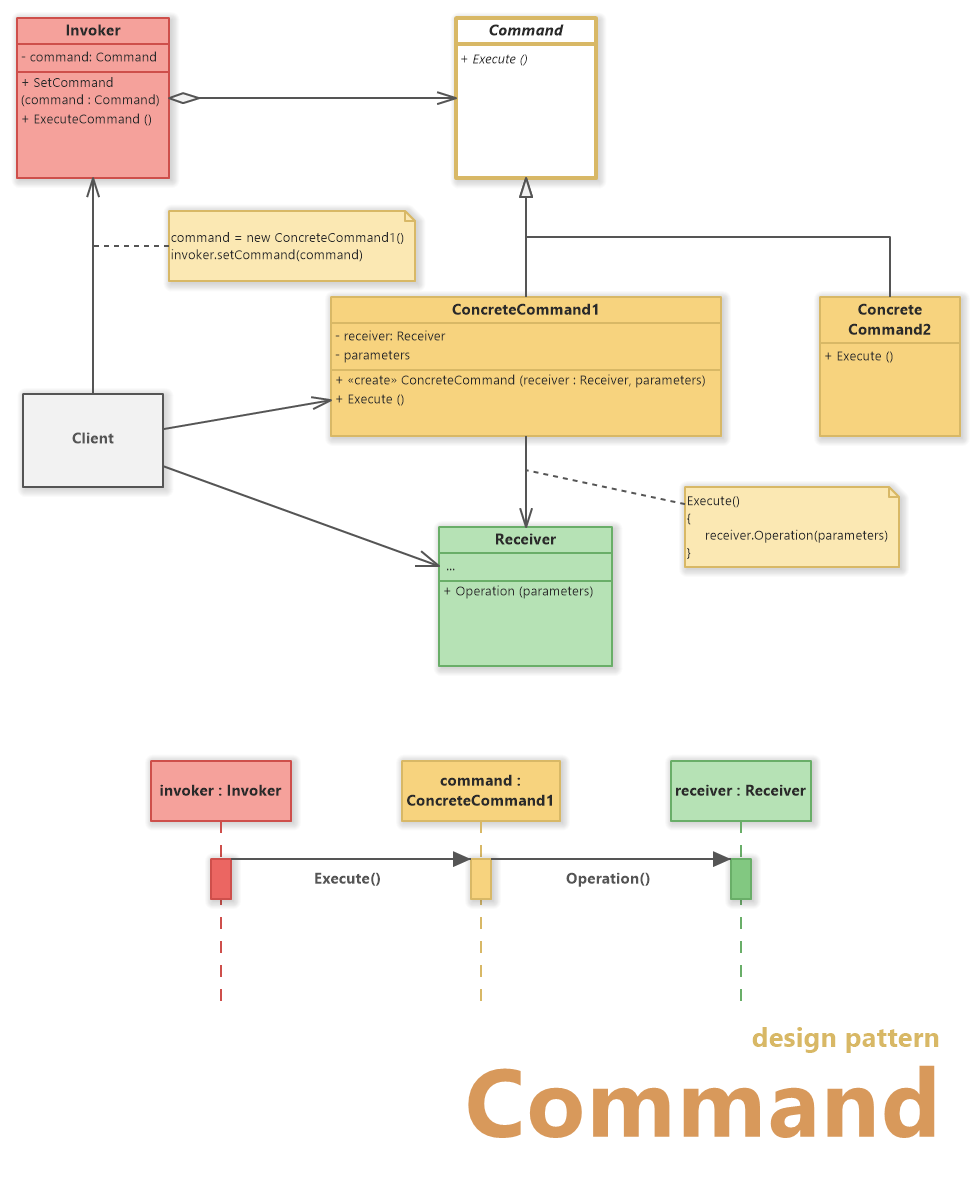 Invoker
- command: Command
+ SetCommand
(command : Command)
+ ExecuteCommand ()
Command
+ Execute ()
command = new ConcreteCommand1()
invoker.setCommand(command)
ConcreteCommand1
- receiver: Receiver
- parameters
+ «create» ConcreteCommand (receiver : Receiver, parameters)
+ Execute ()
Concrete
Command2
+ Execute ()
Client
Execute()
{
receiver.Operation(parameters)
}
Receiver
...
+ Operation (parameters)
invoker : Invoker
command :
ConcreteCommand1
receiver : Receiver
Execute()
Operation()
design pattern
Command